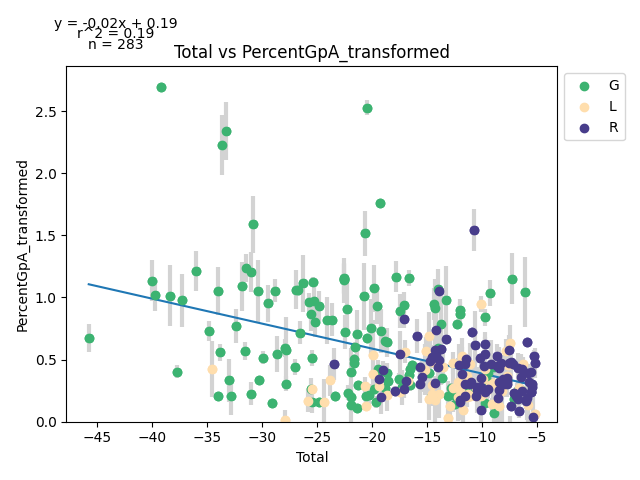 y = -0.02x + 0.19
r^2 = 0.19
n = 283
Total vs PercentGpA_transformed
G
L
R
PercentGpA_transformed
2.5
2.0
1.5
1.0
0.5
0.0
−45 −40 −35 −30 −25 −20 −15 −10 −5
Total